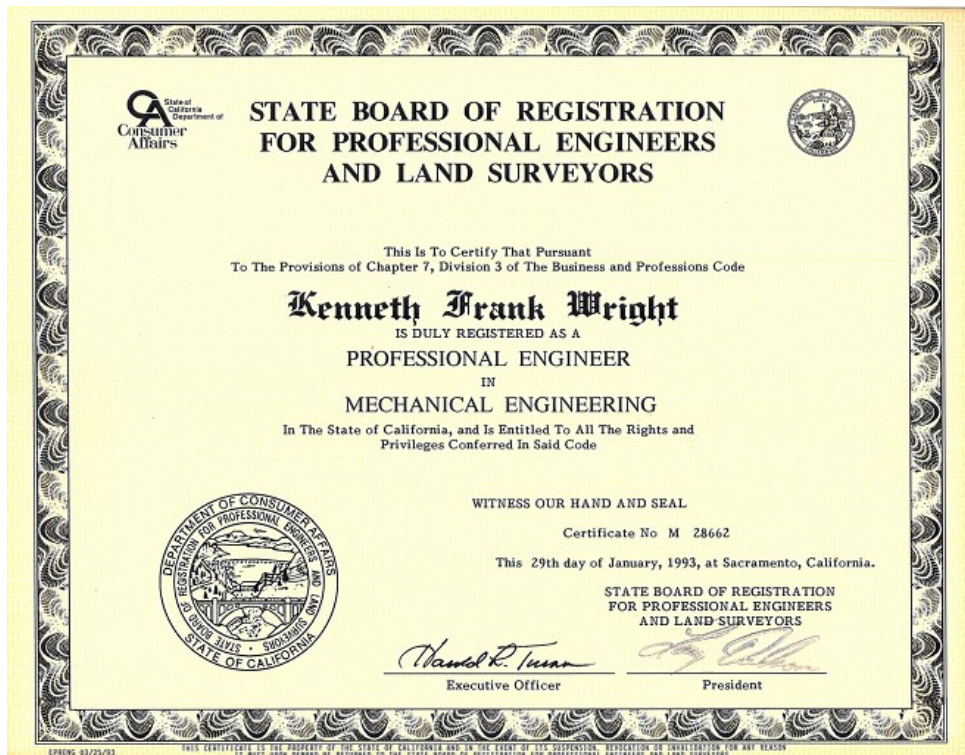 CA State of
California
Department of
Consumer
Affairs
STATE BOARD OF REGISTRATION
FOR PROFESSIONAL ENGINEERS
AND LAND SURVEYORS
This Is To Certify That Pursuant
To The Provisions of Chapter 7, Division 3 of The Business and Professions Code
Kenneth Frank Wright
IS DULY REGISTERED AS A
PROFESSIONAL ENGINEER
IN
MECHANICAL ENGINEERING
In The State of California, and Is Entitled To All The Rights and
Privileges Conferred In Said Code
WITNESS OUR HAND AND SEAL
Certificate No M 28662
This 29th day of January, 1993, at Sacramento, California.
STATE BOARD OF REGISTRATION
FOR PROFESSIONAL ENGINEERS
AND LAND SURVEYORS
DEPARTMENT OF CONSUMER AFFAIRS
STATE BOARD OF REGISTRATION FOR PROFESSIONAL ENGINEERS AND LAND SURVEYORS
STATE OF CALIFORNIA
Executive Officer
President
THIS CERTIFICATE IS THE PROPERTY OF THE STATE OF CALIFORNIA AND IN THE EVENT OF ITS SUSPENSION, REVOCATION OR INVALIDATION FOR ANY REASON